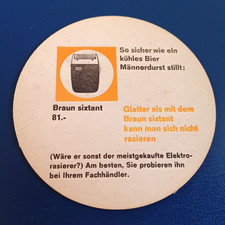 So sicher wie ein
kühles Bier
Männerdurst stillt:
Braun sixtant
81.-
Glatter als mit dem
Braun sixtant
kann man sich nicht
rasieren
(Wäre er sonst der meistgekaufte Elektro-
rasierer?) Am besten, Sie probieren ihn
bei Ihrem Fachhändler.